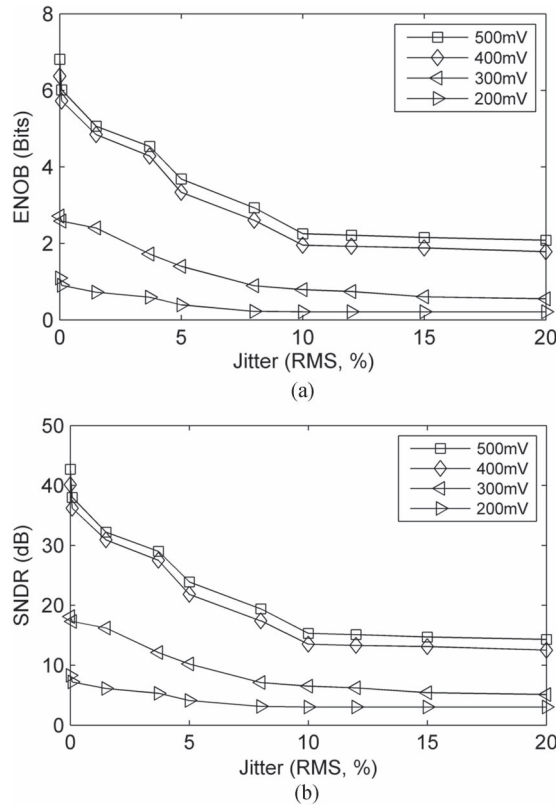 (a)
8
6
4
2
0
ENOB (Bits)
500mV
400mV
300mV
200mV
0
5
10
15
20
Jitter (RMS, %)
(a)
50
40
30
20
10
0
SNDR (dB)
500mV
400mV
300mV
200mV
0
5
10
15
20
Jitter (RMS, %)
(b)